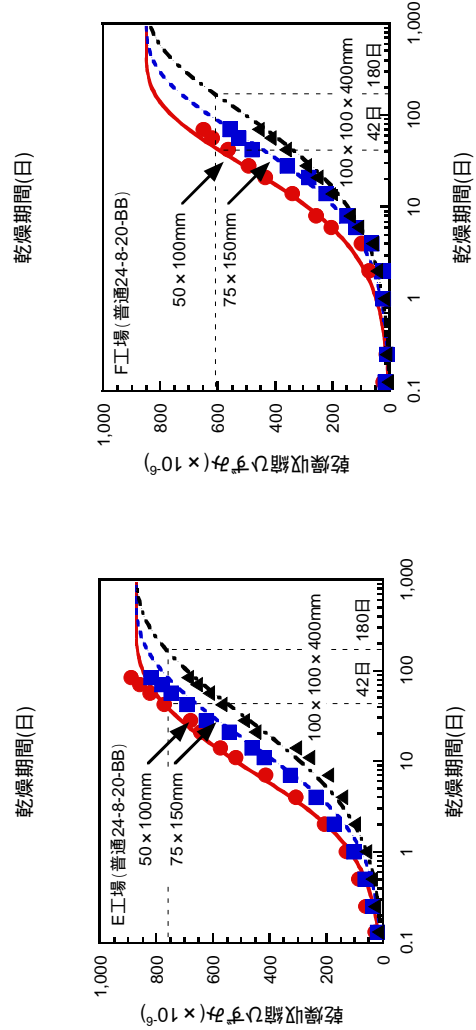 乾燥期間(日)
乾燥収縮ひずみ(×10⁻⁶)
1,000
800
600
400
200
0
E工場(普通24-8-20-BB)
50×100mm
75×150mm
100×100×400mm
42日
180日
0.1
1
10
100
1,000
乾燥期間(日)
乾燥期間(日)
乾燥収縮ひずみ(×10⁻⁶)
1,000
800
600
400
200
0
F工場(普通24-8-20-BB)
50×100mm
75×150mm
100×100×400mm
42日
180日
0.1
1
10
100
1,000
乾燥期間(日)